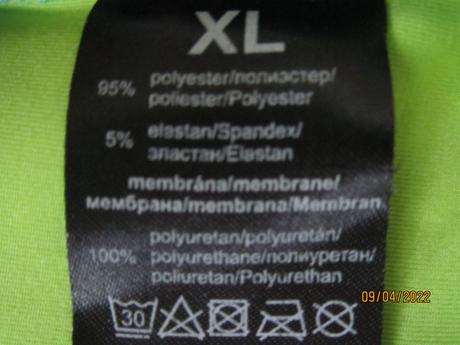 XL
95% polyester/полиэстер/
poliester/Polyester
5% elastan/Spandex/
эластан/Elastan
membrána/membrane/
мембрана/membrana/Membran
polyuretan/polyuretán/
100% polyurethane/полиуретан/
poliuretan/Polyurethan
30
09/04/2022